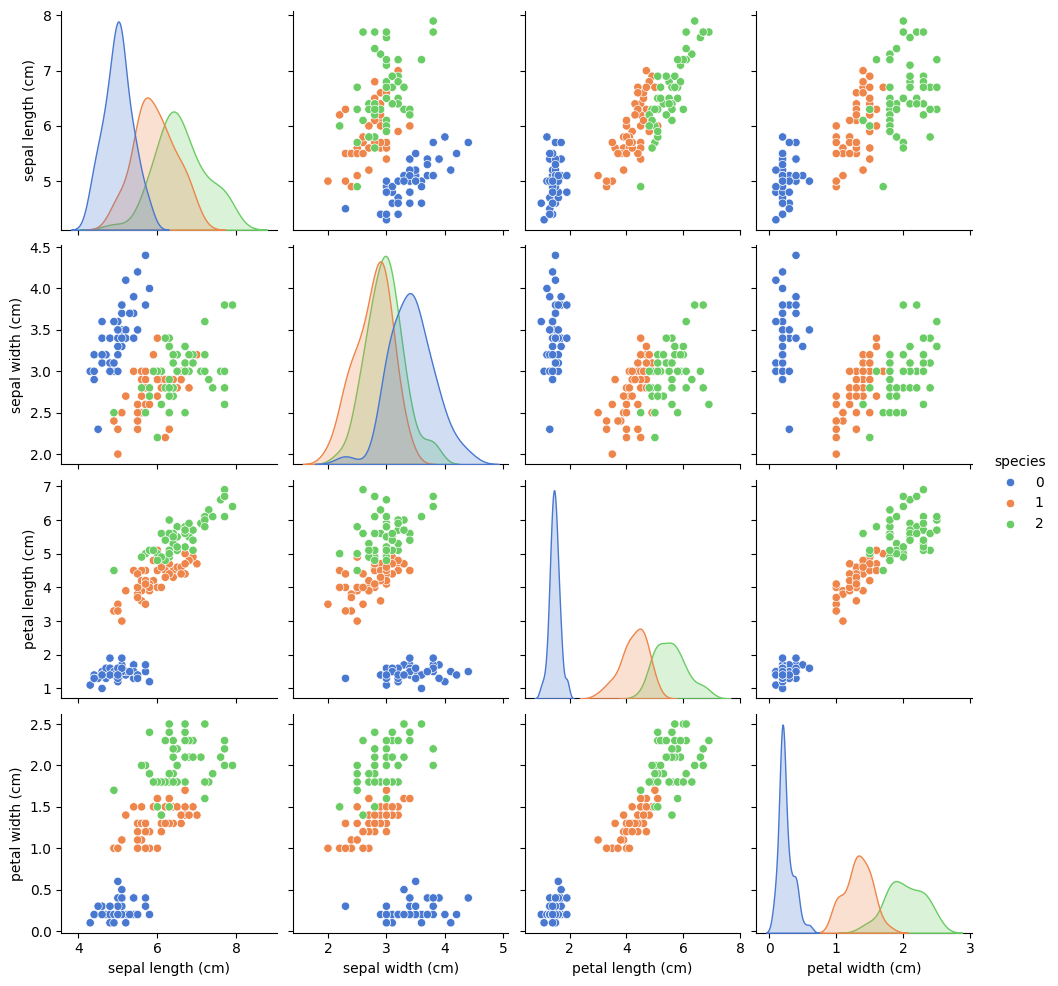 8
7
6
5
sepal length (cm)
4.5
4.0
3.5
3.0
2.5
2.0
sepal width (cm)
species
0
1
2
7
6
5
4
3
2
1
petal length (cm)
2.5
2.0
1.5
1.0
0.5
0.0
petal width (cm)
4 6 8
2 3 4 5
2 4 6 8
0 1 2 3
sepal length (cm)
sepal width (cm)
petal length (cm)
petal width (cm)